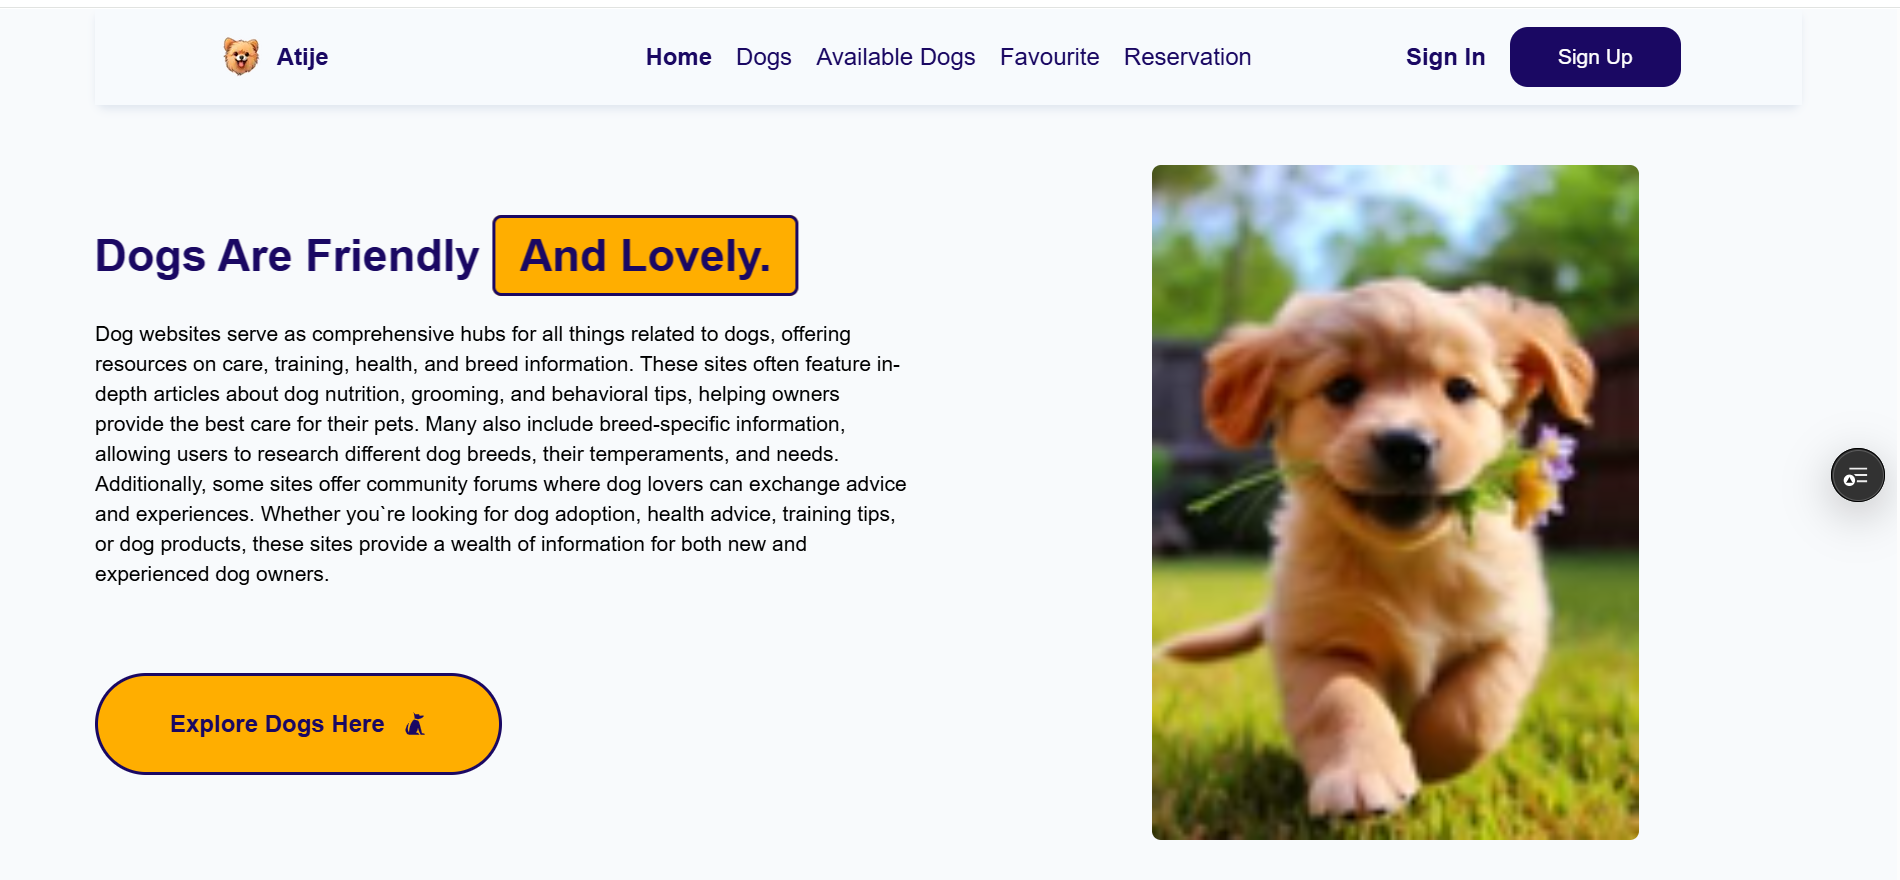 Atije
Home Dogs Available Dogs Favourite Reservation
Sign In Sign Up
Dogs Are Friendly And Lovely.
Dog websites serve as comprehensive hubs for all things related to dogs, offering
resources on care, training, health, and breed information. These sites often feature in-
depth articles about dog nutrition, grooming, and behavioral tips, helping owners
provide the best care for their pets. Many also include breed-specific information,
allowing users to research different dog breeds, their temperaments, and needs.
Additionally, some sites offer community forums where dog lovers can exchange advice
and experiences. Whether you`re looking for dog adoption, health advice, training tips,
or dog products, these sites provide a wealth of information for both new and
experienced dog owners.
Explore Dogs Here